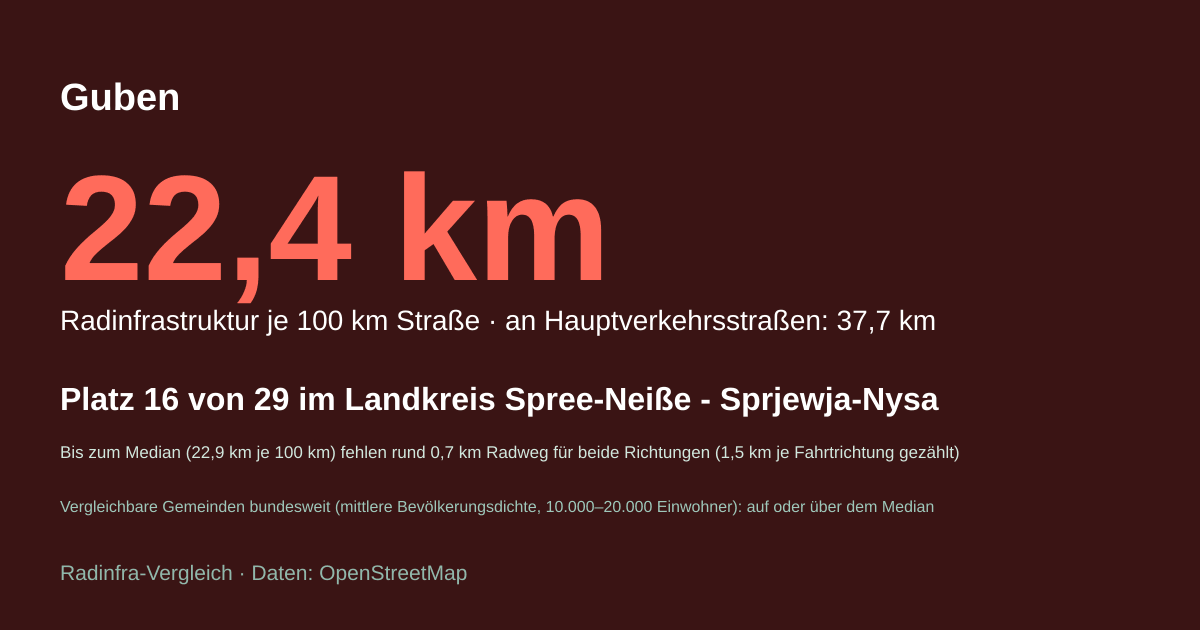 Guben
22,4 km
Radinfrastruktur je 100 km Straße · an Hauptverkehrsstraßen: 37,7 km
Platz 16 von 29 im Landkreis Spree-Neiße - Sprjewja-Nysa
Bis zum Median (22,9 km je 100 km) fehlen rund 0,7 km Radweg für beide Richtungen (1,5 km je Fahrtrichtung gezählt)
Vergleichbare Gemeinden bundesweit (mittlere Bevölkerungsdichte, 10.000–20.000 Einwohner): auf oder über dem Median
Radinfra-Vergleich · Daten: OpenStreetMap